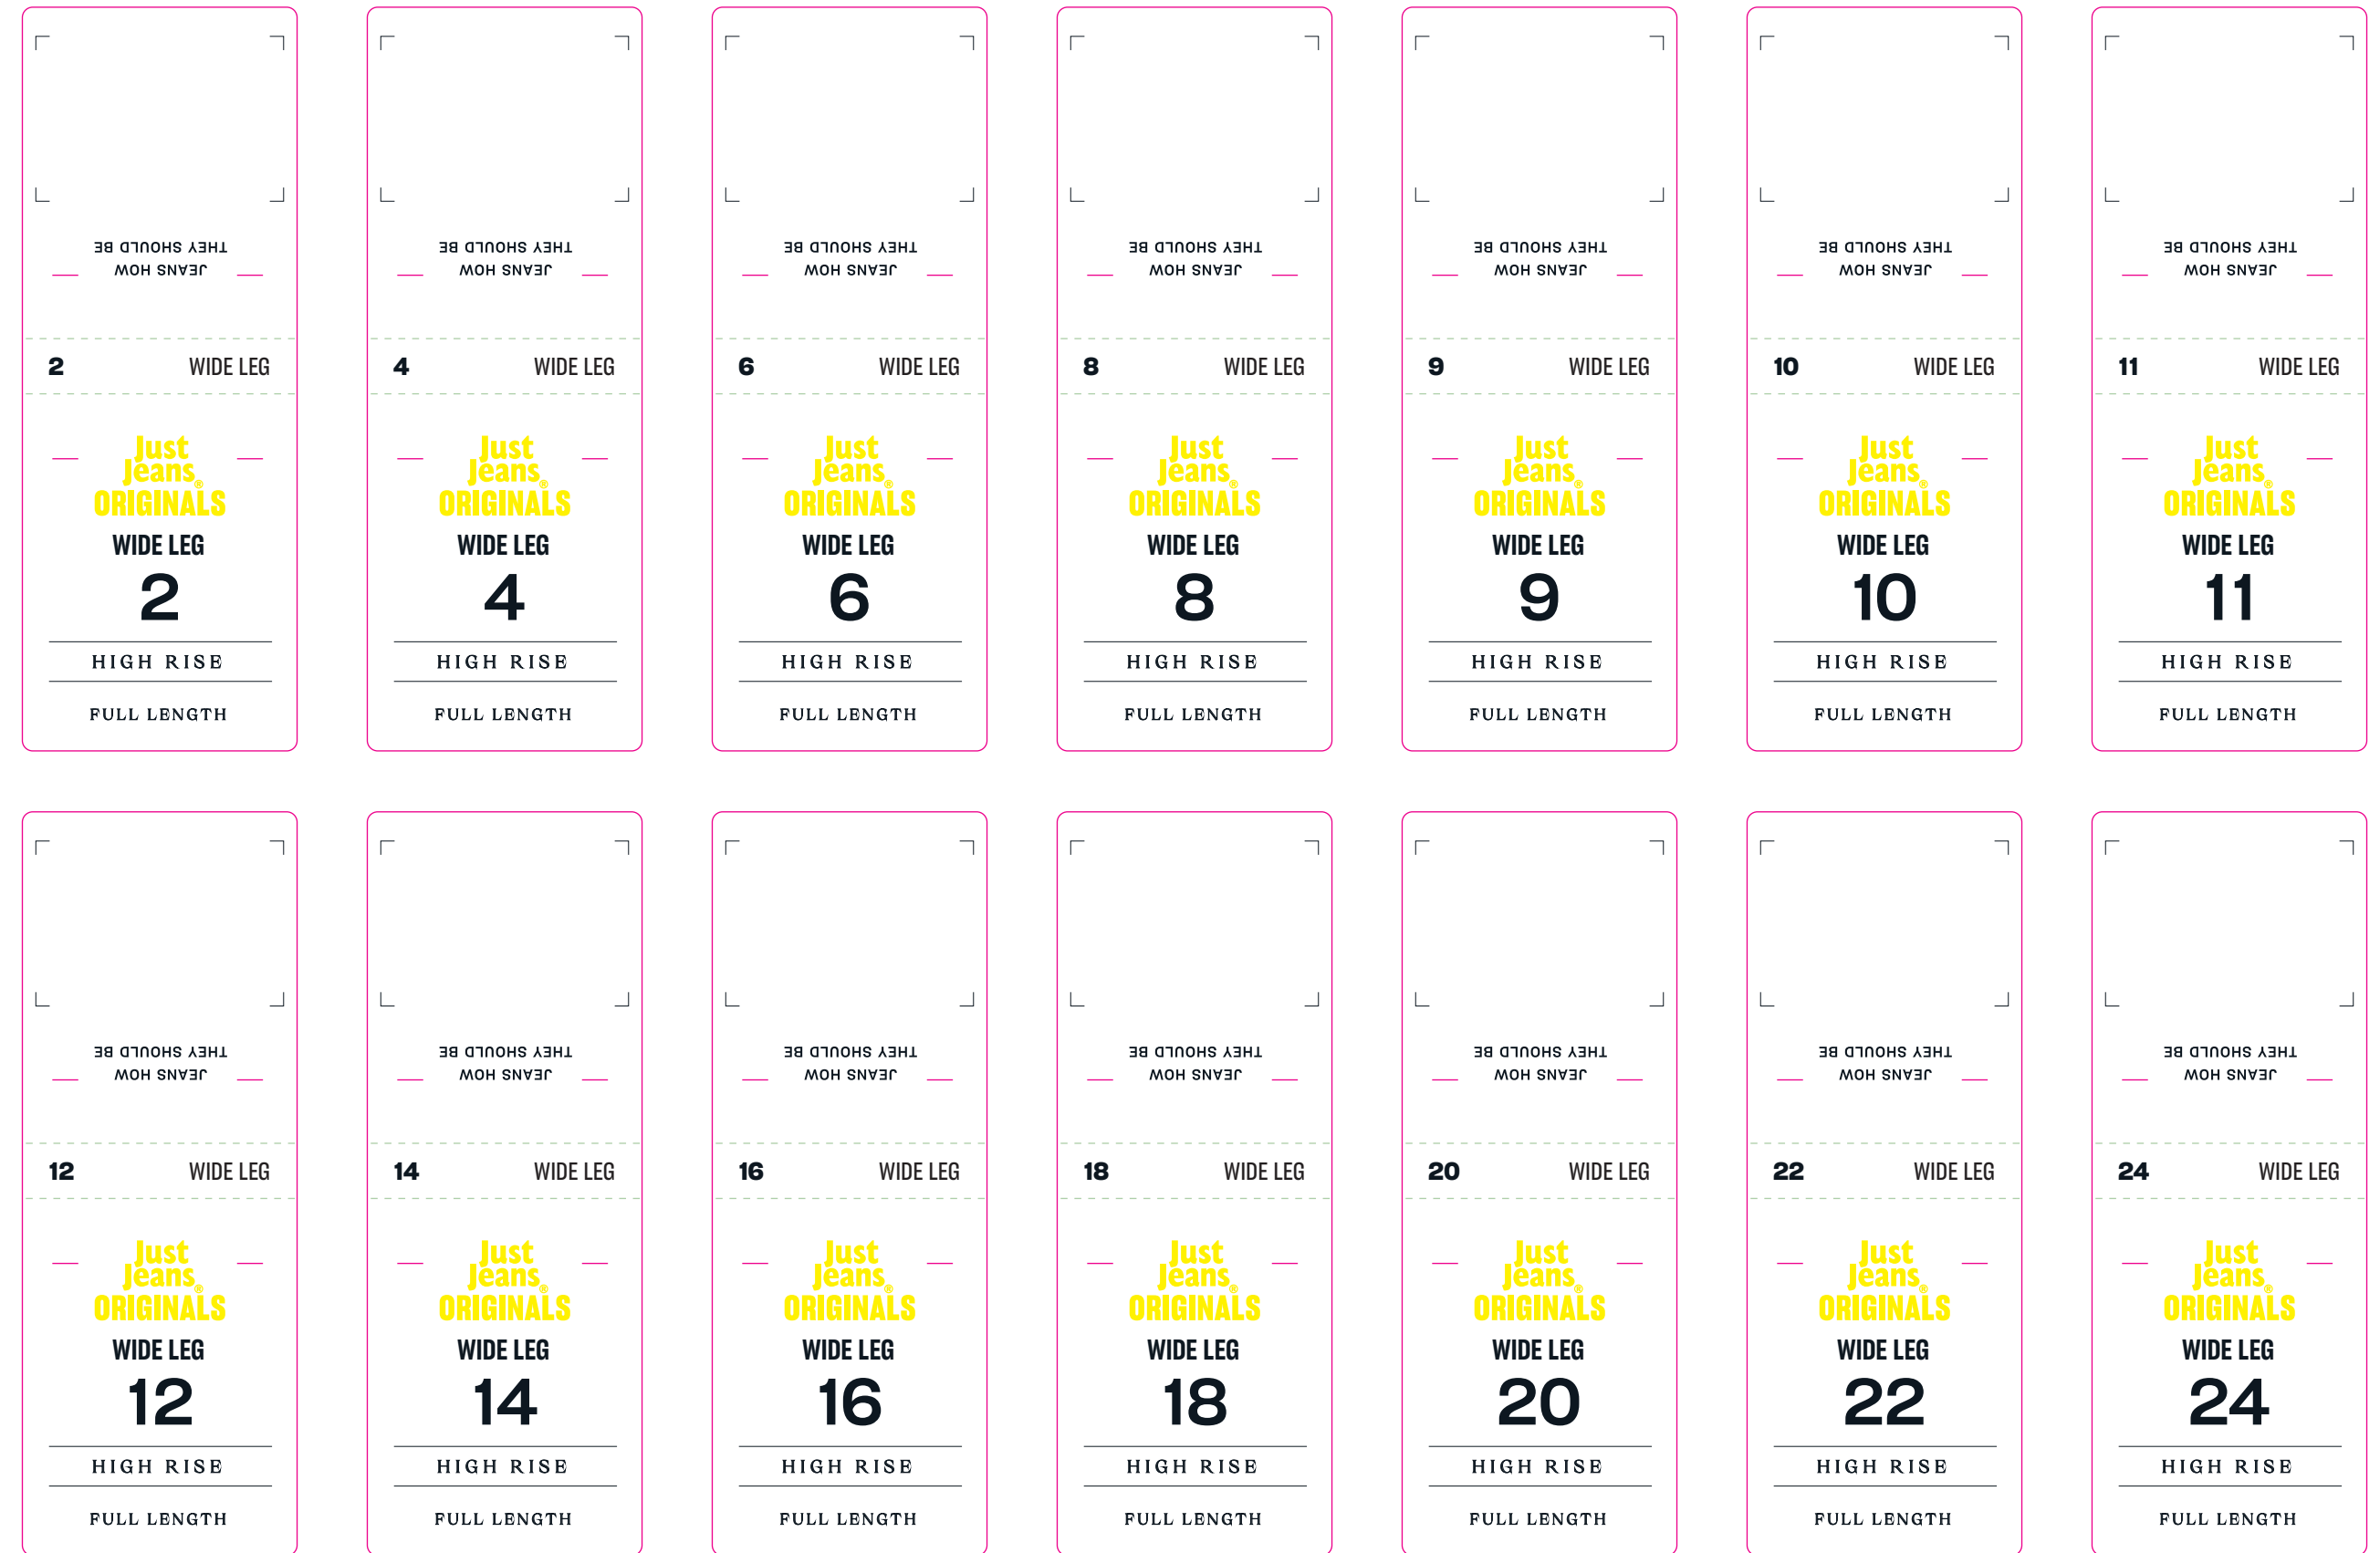 THEY SHOULD BE
JEANS HOW
2 WIDE LEG
Just
Jeans®
ORIGINALS
WIDE LEG
2
HIGH RISE
FULL LENGTH
THEY SHOULD BE
JEANS HOW
4 WIDE LEG
Just
Jeans®
ORIGINALS
WIDE LEG
4
HIGH RISE
FULL LENGTH
THEY SHOULD BE
JEANS HOW
6 WIDE LEG
Just
Jeans®
ORIGINALS
WIDE LEG
6
HIGH RISE
FULL LENGTH
THEY SHOULD BE
JEANS HOW
8 WIDE LEG
Just
Jeans®
ORIGINALS
WIDE LEG
8
HIGH RISE
FULL LENGTH
THEY SHOULD BE
JEANS HOW
9 WIDE LEG
Just
Jeans®
ORIGINALS
WIDE LEG
9
HIGH RISE
FULL LENGTH
THEY SHOULD BE
JEANS HOW
10 WIDE LEG
Just
Jeans®
ORIGINALS
WIDE LEG
10
HIGH RISE
FULL LENGTH
THEY SHOULD BE
JEANS HOW
11 WIDE LEG
Just
Jeans®
ORIGINALS
WIDE LEG
11
HIGH RISE
FULL LENGTH
THEY SHOULD BE
JEANS HOW
12 WIDE LEG
Just
Jeans®
ORIGINALS
WIDE LEG
12
HIGH RISE
FULL LENGTH
THEY SHOULD BE
JEANS HOW
14 WIDE LEG
Just
Jeans®
ORIGINALS
WIDE LEG
14
HIGH RISE
FULL LENGTH
THEY SHOULD BE
JEANS HOW
16 WIDE LEG
Just
Jeans®
ORIGINALS
WIDE LEG
16
HIGH RISE
FULL LENGTH
THEY SHOULD BE
JEANS HOW
18 WIDE LEG
Just
Jeans®
ORIGINALS
WIDE LEG
18
HIGH RISE
FULL LENGTH
THEY SHOULD BE
JEANS HOW
20 WIDE LEG
Just
Jeans®
ORIGINALS
WIDE LEG
20
HIGH RISE
FULL LENGTH
THEY SHOULD BE
JEANS HOW
22 WIDE LEG
Just
Jeans®
ORIGINALS
WIDE LEG
22
HIGH RISE
FULL LENGTH
THEY SHOULD BE
JEANS HOW
24 WIDE LEG
Just
Jeans®
ORIGINALS
WIDE LEG
24
HIGH RISE
FULL LENGTH